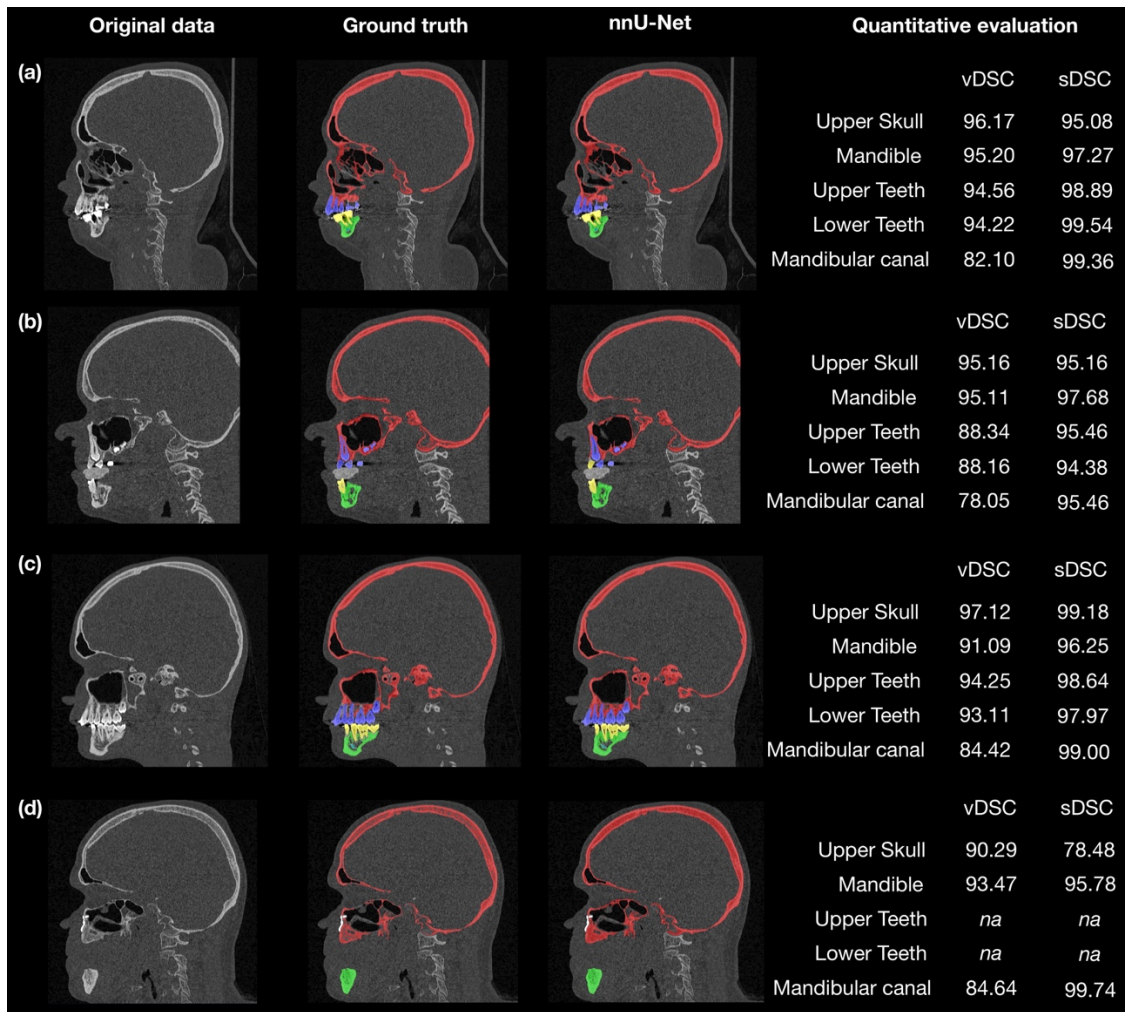 Original data Ground truth nnU-Net Quantitative evaluation
(a)
vDSC sDSC
Upper Skull 96.17 95.08
Mandible 95.20 97.27
Upper Teeth 94.56 98.89
Lower Teeth 94.22 99.54
Mandibular canal 82.10 99.36
(b)
vDSC sDSC
Upper Skull 95.16 95.16
Mandible 95.11 97.68
Upper Teeth 88.34 95.46
Lower Teeth 88.16 94.38
Mandibular canal 78.05 95.46
(c)
vDSC sDSC
Upper Skull 97.12 99.18
Mandible 91.09 96.25
Upper Teeth 94.25 98.64
Lower Teeth 93.11 97.97
Mandibular canal 84.42 99.00
(d)
vDSC sDSC
Upper Skull 90.29 78.48
Mandible 93.47 95.78
Upper Teeth na na
Lower Teeth na na
Mandibular canal 84.64 99.74